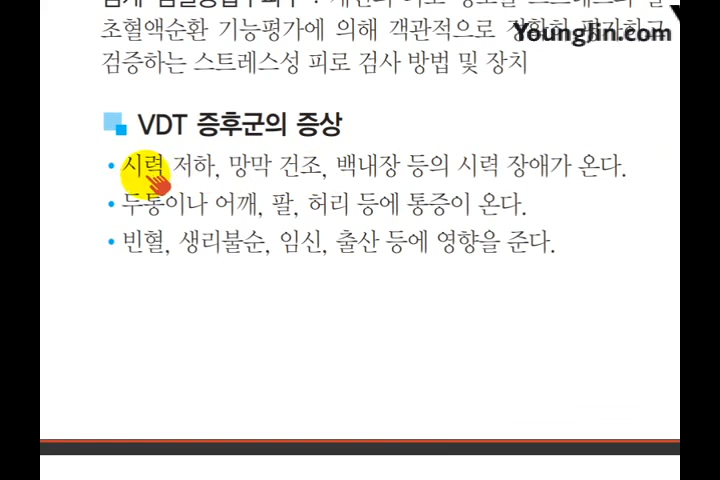 초혈액순환 기능평가에 의해 객관적으로
YoungJin.com
검증하는 스트레스성 피로 검사 방법 및 장치
VDT 증후군의 증상
• 시력 저하, 망막 건조, 백내장 등의 시력 장애가 온다.
• 두통이나 어깨, 팔, 허리 등에 통증이 온다.
• 빈혈, 생리불순, 임신, 출산 등에 영향을 준다.